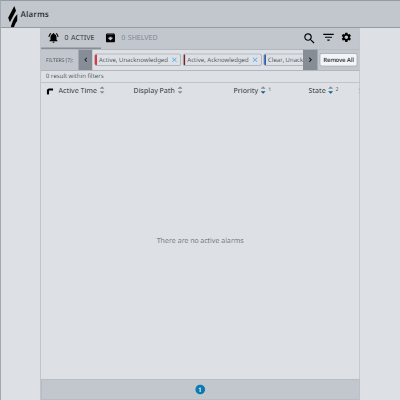 Alarms
0 ACTIVE
0 SHELVED
FILTERS (7)
Active, Unacknowledged
Active, Acknowledged
Clear, Unack
Remove All
0 result within filters
Active Time
Display Path
Priority 1
State 2
There are no active alarms
1